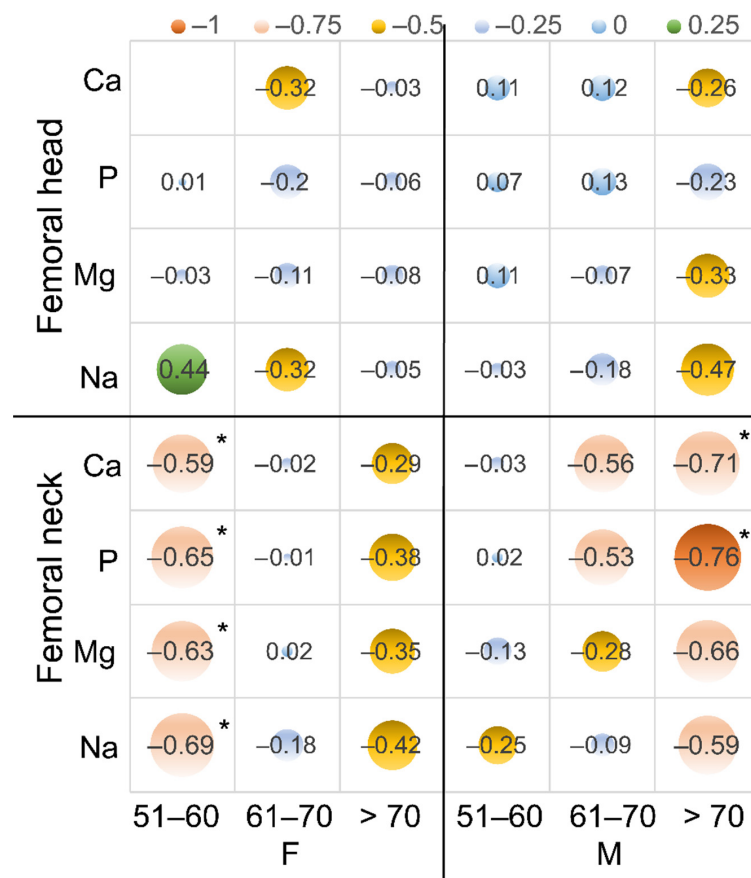 –1 –0.75 –0.5 –0.25 0 0.25
Femoral head
Ca –0.32 –0.03 0.11 0.12 –0.26
P 0.01 –0.2 –0.06 0.07 0.13 –0.23
Mg –0.03 –0.11 –0.08 0.11 –0.07 –0.33
Na 0.44 –0.32 –0.05 –0.03 –0.18 –0.47
Femoral neck
Ca –0.59 * –0.02 –0.29 –0.03 –0.56 –0.71 *
P –0.65 * –0.01 –0.38 0.02 –0.53 –0.76 *
Mg –0.63 * 0.02 –0.35 –0.13 –0.28 –0.66
Na –0.69 * –0.18 –0.42 –0.25 –0.09 –0.59
51–60 61–70 > 70 51–60 61–70 > 70
F M